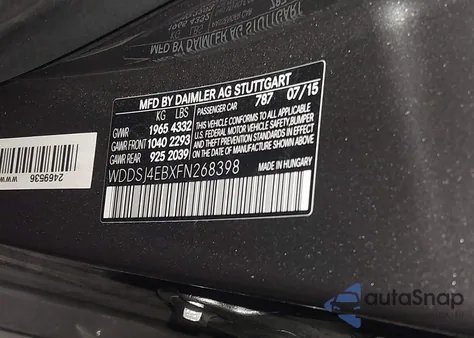 MFD BY DAIMLER AG STUTTGART
KG LBS PASSENGER CAR 787 07/15
GVWR 1965 4332
GAWR FRONT 1040 2293
GAWR REAR 925 2039
THIS VEHICLE CONFORMS TO ALL APPLICABLE
U.S. FEDERAL MOTOR VEHICLE SAFETY, BUMPER
AND THEFT PREVENTION STANDARDS IN EFFECT
ON THE DATE OF MANUFACTURE SHOWN ABOVE.
WDDSJ4EBXFN268398
MADE IN HUNGARY
2469536
autoSnap